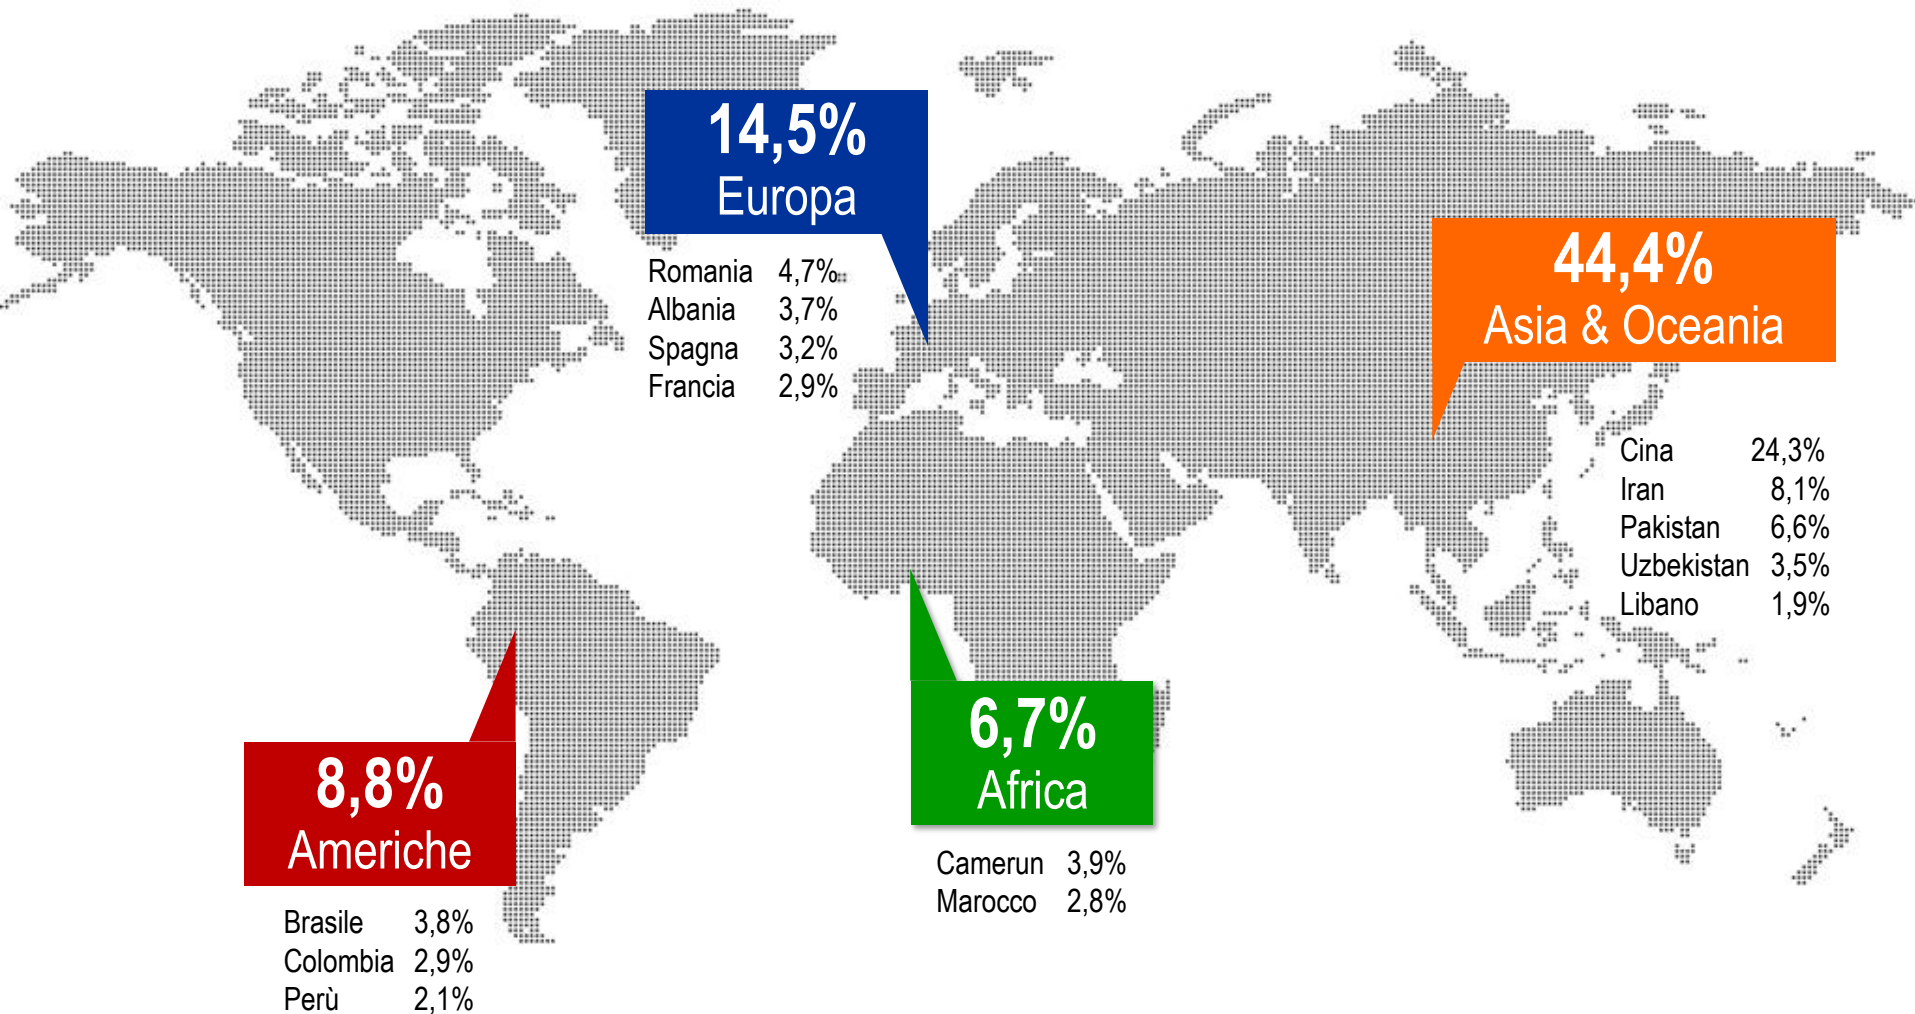 14,5%
Europa
Romania 4,7%
Albania 3,7%
Spagna 3,2%
Francia 2,9%
44,4%
Asia & Oceania
Cina 24,3%
Iran 8,1%
Pakistan 6,6%
Uzbekistan 3,5%
Libano 1,9%
6,7%
Africa
Camerun 3,9%
Marocco 2,8%
8,8%
Americhe
Brasile 3,8%
Colombia 2,9%
Perù 2,1%